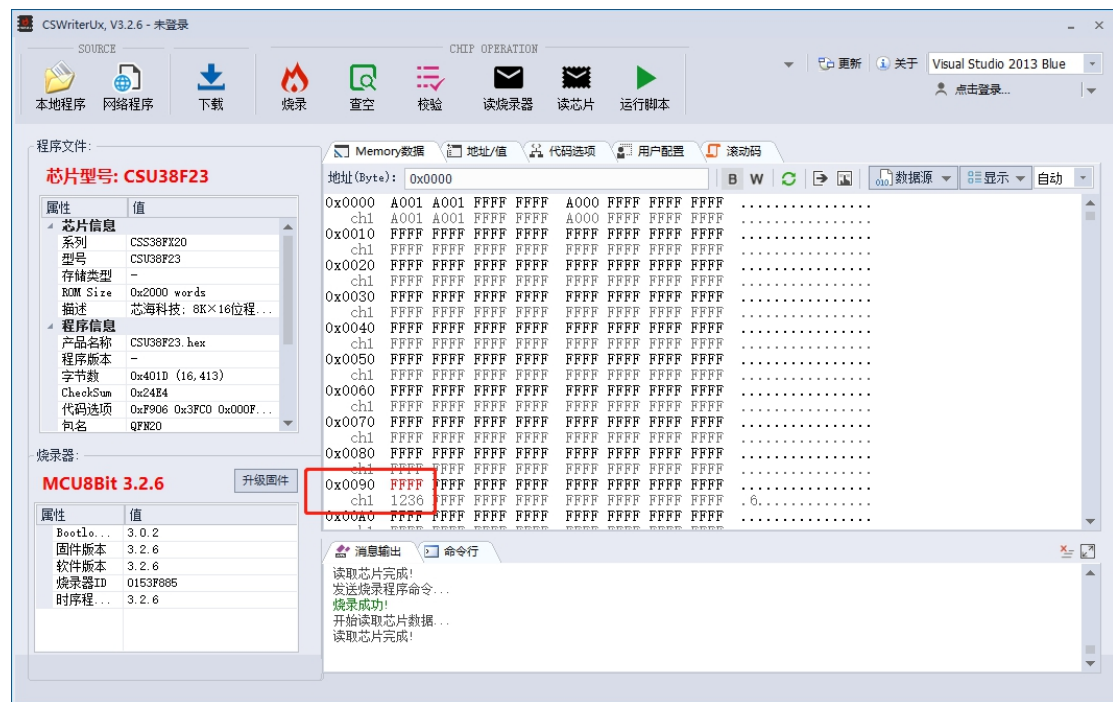 CSWriterUx, V3.2.6 - 未登录
SOURCE
CHIP OPERATION
本地程序 网络程序 下载 烧录 查空 校验 读烧录器 读芯片 运行脚本
更新 关于 Visual Studio 2013 Blue
点击登录...
程序文件:
芯片型号: CSU38F23
属性 值
芯片信息
系列 CSS38FX20
型号 CSU38F23
存储类型 -
ROM Size 0x2000 words
描述 芯海科技; 8K×16位程...
程序信息
产品名称 CSU38F23.hex
程序版本 -
字节数 0x401D (16,413)
CheckSum 0x24E4
代码选项 0xF906 0x3FC0 0x000F...
包名 QFN20
烧录器:
MCU8Bit 3.2.6 升级固件
属性 值
Bootlo... 3.0.2
固件版本 3.2.6
软件版本 3.2.6
烧录器ID 0153F885
时序程... 3.2.6
Memory数据 地址/值 代码选项 用户配置 滚动码
地址(Byte): 0x0000 B W 数据源 显示 自动
0x0000 A001 A001 FFFF FFFF A000 FFFF FFFF FFFF ................
ch1 A001 A001 FFFF FFFF A000 FFFF FFFF FFFF
0x0010 FFFF FFFF FFFF FFFF FFFF FFFF FFFF FFFF ................
ch1 FFFF FFFF FFFF FFFF FFFF FFFF FFFF FFFF
0x0020 FFFF FFFF FFFF FFFF FFFF FFFF FFFF FFFF ................
ch1 FFFF FFFF FFFF FFFF FFFF FFFF FFFF FFFF
0x0030 FFFF FFFF FFFF FFFF FFFF FFFF FFFF FFFF ................
ch1 FFFF FFFF FFFF FFFF FFFF FFFF FFFF FFFF
0x0040 FFFF FFFF FFFF FFFF FFFF FFFF FFFF FFFF ................
ch1 FFFF FFFF FFFF FFFF FFFF FFFF FFFF FFFF
0x0050 FFFF FFFF FFFF FFFF FFFF FFFF FFFF FFFF ................
ch1 FFFF FFFF FFFF FFFF FFFF FFFF FFFF FFFF
0x0060 FFFF FFFF FFFF FFFF FFFF FFFF FFFF FFFF ................
ch1 FFFF FFFF FFFF FFFF FFFF FFFF FFFF FFFF
0x0070 FFFF FFFF FFFF FFFF FFFF FFFF FFFF FFFF ................
ch1 FFFF FFFF FFFF FFFF FFFF FFFF FFFF FFFF
0x0080 FFFF FFFF FFFF FFFF FFFF FFFF FFFF FFFF ................
ch1 FFFF FFFF FFFF FFFF FFFF FFFF FFFF FFFF
0x0090 FFFF FFFF FFFF FFFF FFFF FFFF FFFF FFFF ................
ch1 1236 FFFF FFFF FFFF FFFF FFFF FFFF FFFF .6..............
0x00A0 FFFF FFFF FFFF FFFF FFFF FFFF FFFF FFFF ................
消息输出 命令行
读取芯片完成!
发送烧录程序命令...
烧录成功!
开始读取芯片数据...
读取芯片完成!